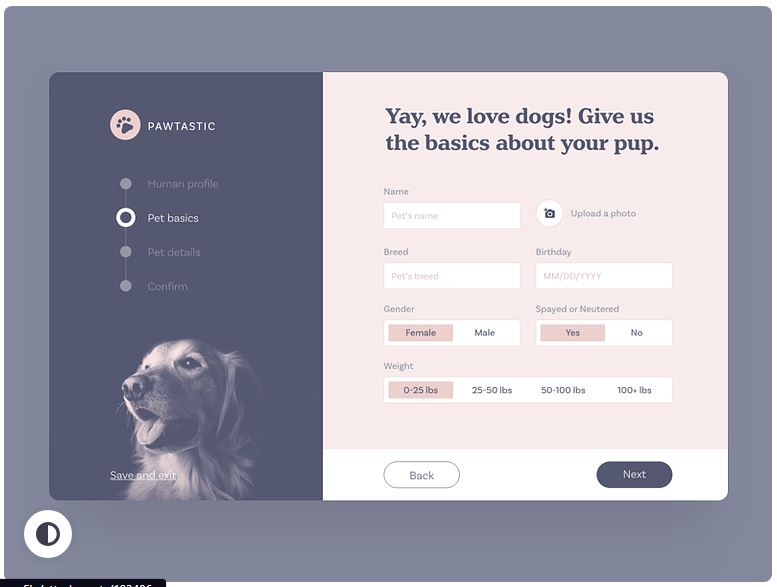 PAWTASTIC
Human profile
Pet basics
Pet details
Confirm
Save and exit
Yay, we love dogs! Give us
the basics about your pup.
Name
Pet's name
Upload a photo
Breed
Pet's breed
Birthday
MM/DD/YYYY
Gender
Female Male
Spayed or Neutered
Yes No
Weight
0-25 lbs 25-50 lbs 50-100 lbs 100+ lbs
Back
Next